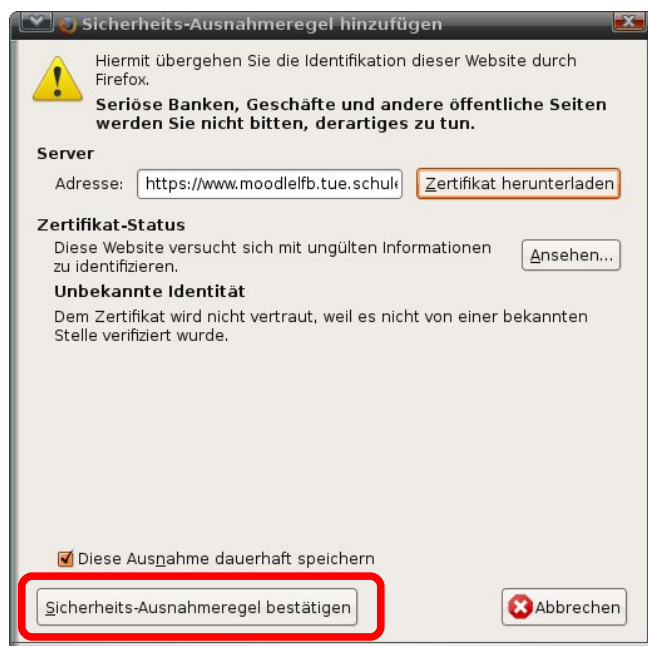 Sicherheits-Ausnahmeregel hinzufügen
Hiermit übergehen Sie die Identifikation dieser Website durch
Firefox.
Seriöse Banken, Geschäfte und andere öffentliche Seiten
werden Sie nicht bitten, derartiges zu tun.
Server
Adresse: https://www.moodlelfb.tue.schule Zertifikat herunterladen
Zertifikat-Status
Diese Website versucht sich mit ungülten Informationen
zu identifizieren.
Ansehen...
Unbekannte Identität
Dem Zertifikat wird nicht vertraut, weil es nicht von einer bekannten
Stelle verifiziert wurde.
Diese Ausnahme dauerhaft speichern
Sicherheits-Ausnahmeregel bestätigen Abbrechen